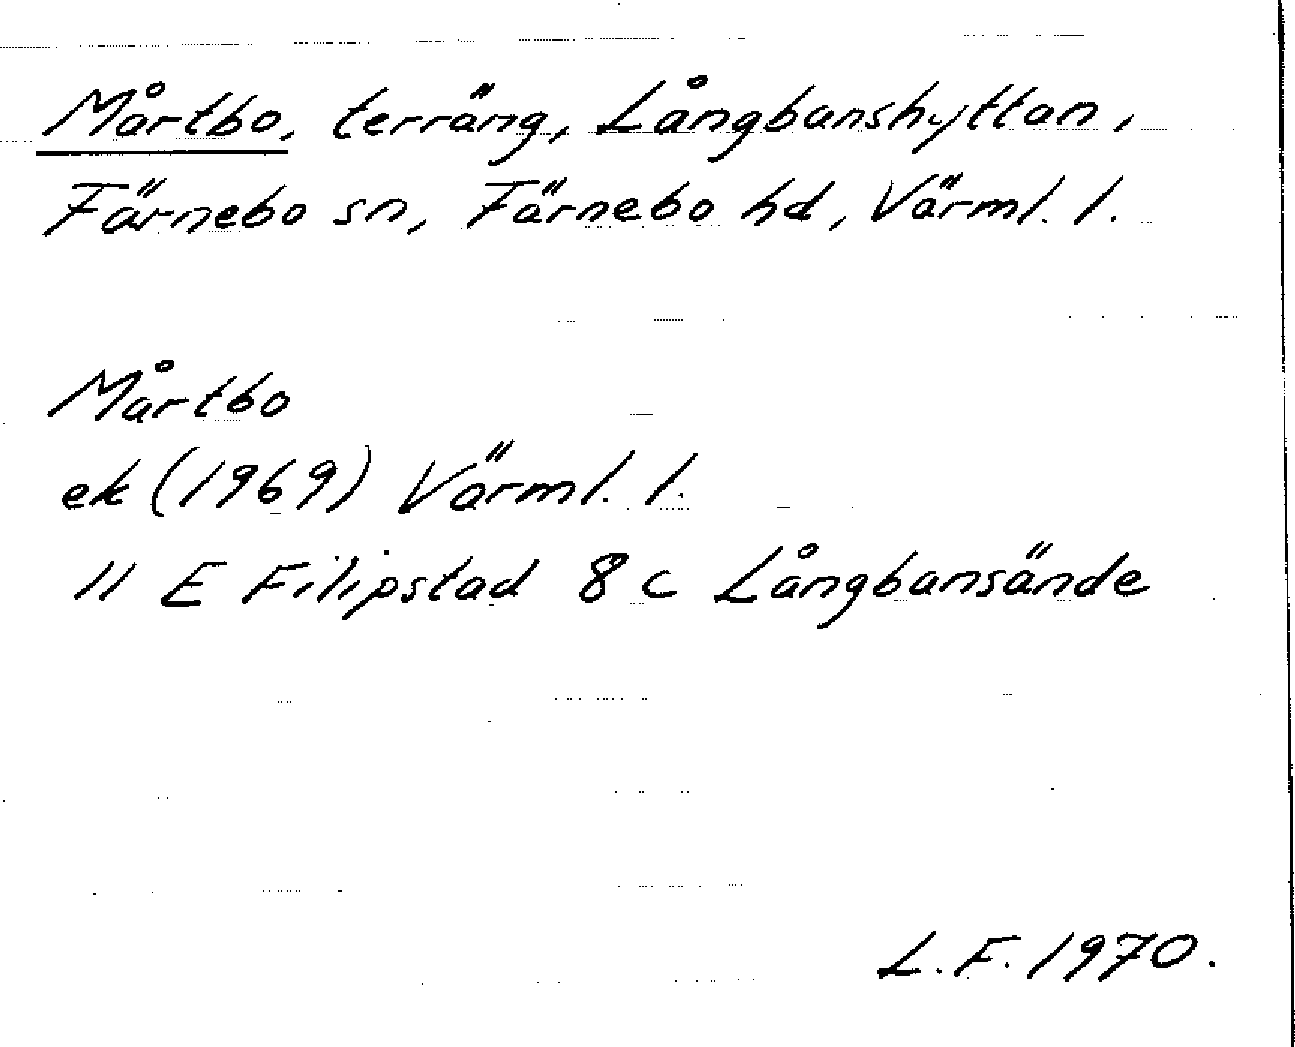 Mårtbo, terräng, Långbanshyttan,
Färnebo sn, Färnebo hd, Värml. l.
Mårtbo
ek (1969) Värml. l.
11 E Filipstad 8 c Långbansände
L. F. 1970.